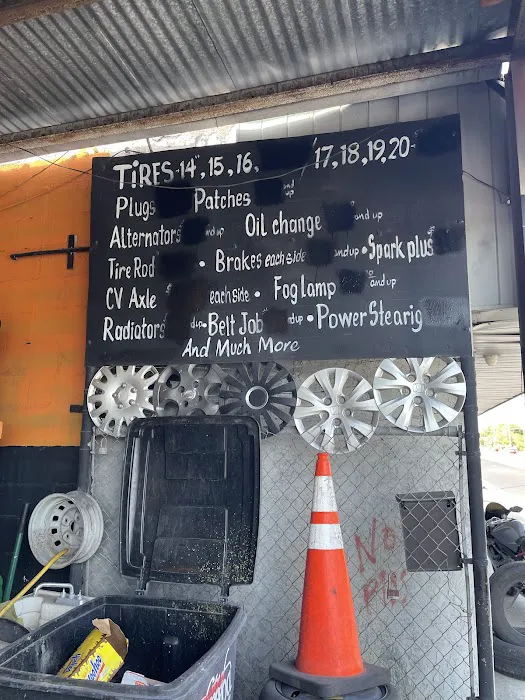 TiRES-14", 15, 16, 17, 18, 19, 20-
Plugs Patches and up
Alternators and up Oil change and up
Tire Rod • Brakes each side and up • Spark plus
CV Axle $ each side • Fog lamp and up
Radiators • Belt Job • Power Stearig
And Much More
NO